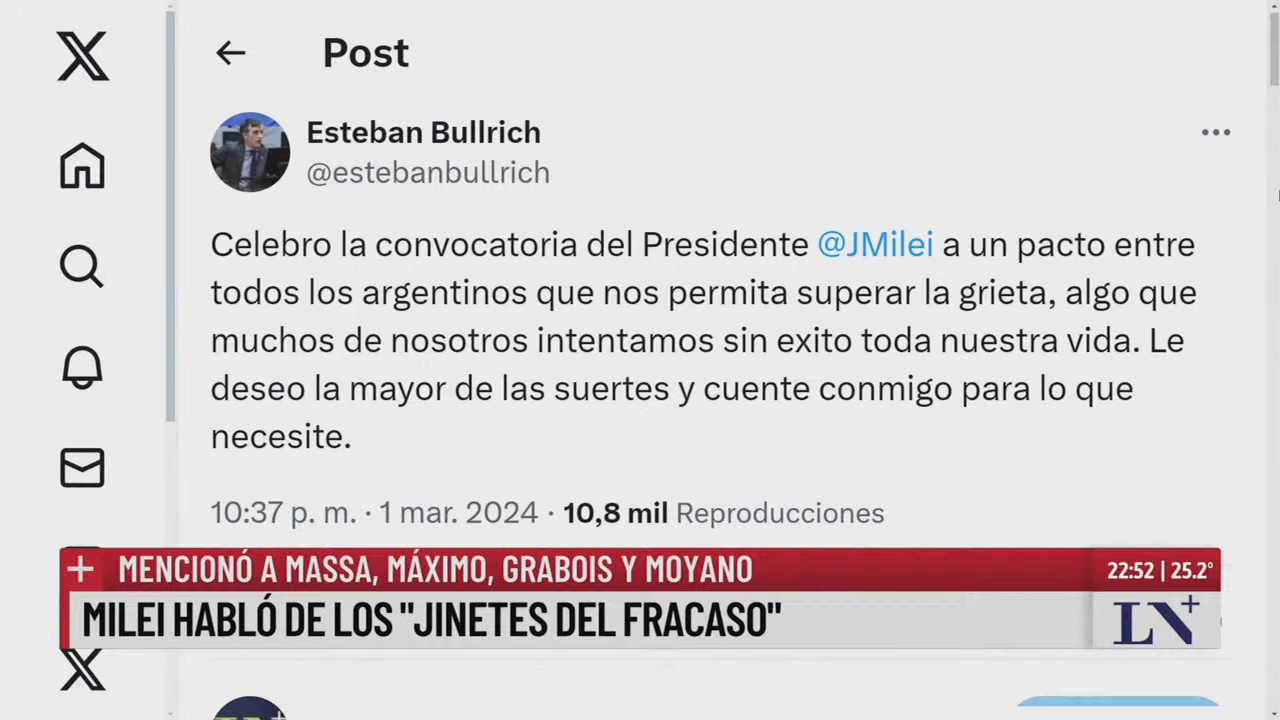 Post
Esteban Bullrich
@estebanbullrich
Celebro la convocatoria del Presidente @JMilei a un pacto entre
todos los argentinos que nos permita superar la grieta, algo que
muchos de nosotros intentamos sin exito toda nuestra vida. Le
deseo la mayor de las suertes y cuente conmigo para lo que
necesite.
10:37 p. m. · 1 mar. 2024 · 10,8 mil Reproducciones
MENCIONÓ A MASSA, MÁXIMO, GRABOIS Y MOYANO
22:52 | 25.2°
MILEI HABLÓ DE LOS "JINETES DEL FRACASO"
LN+